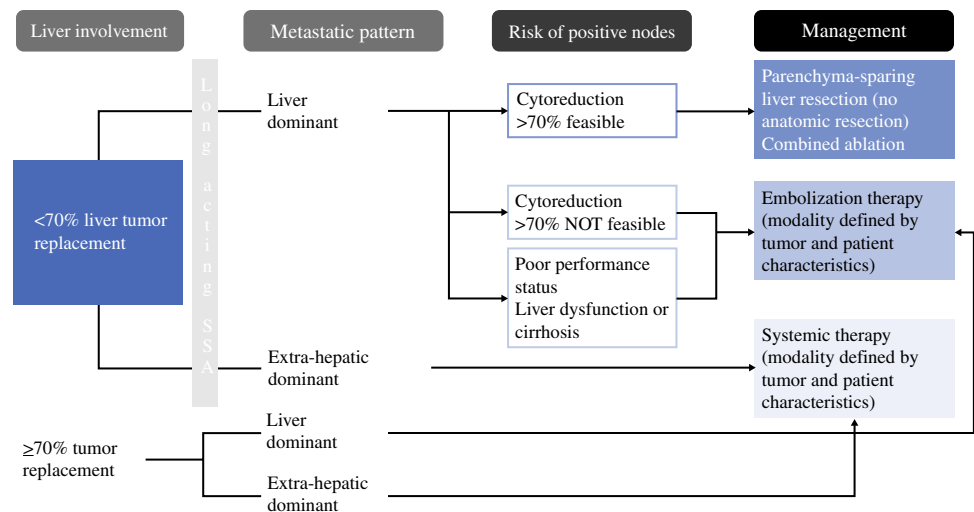 Liver involvement
Metastatic pattern
Risk of positive nodes
Management
Long acting SSA
<70% liver tumor
replacement
Liver
dominant
Cytoreduction
>70% feasible
Parenchyma-sparing
liver resection (no
anatomic resection)
Combined ablation
Cytoreduction
>70% NOT feasible
Poor performance
status
Liver dysfunction or
cirrhosis
Embolization therapy
(modality defined by
tumor and patient
characteristics)
Extra-hepatic
dominant
Systemic therapy
(modality defined by
tumor and patient
characteristics)
≥70% tumor
replacement
Liver
dominant
Extra-hepatic
dominant